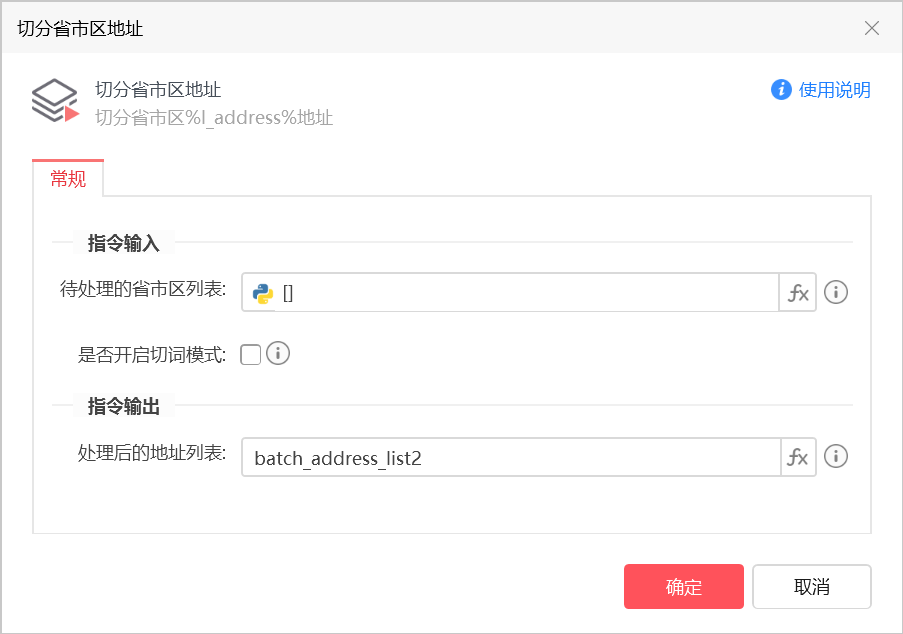 切分省市区地址
切分省市区地址
使用说明
切分省市区%l_address%地址
常规
指令输入
待处理的省市区列表:
[]
fx
是否开启切词模式:
指令输出
处理后的地址列表:
batch_address_list2
fx
确定
取消